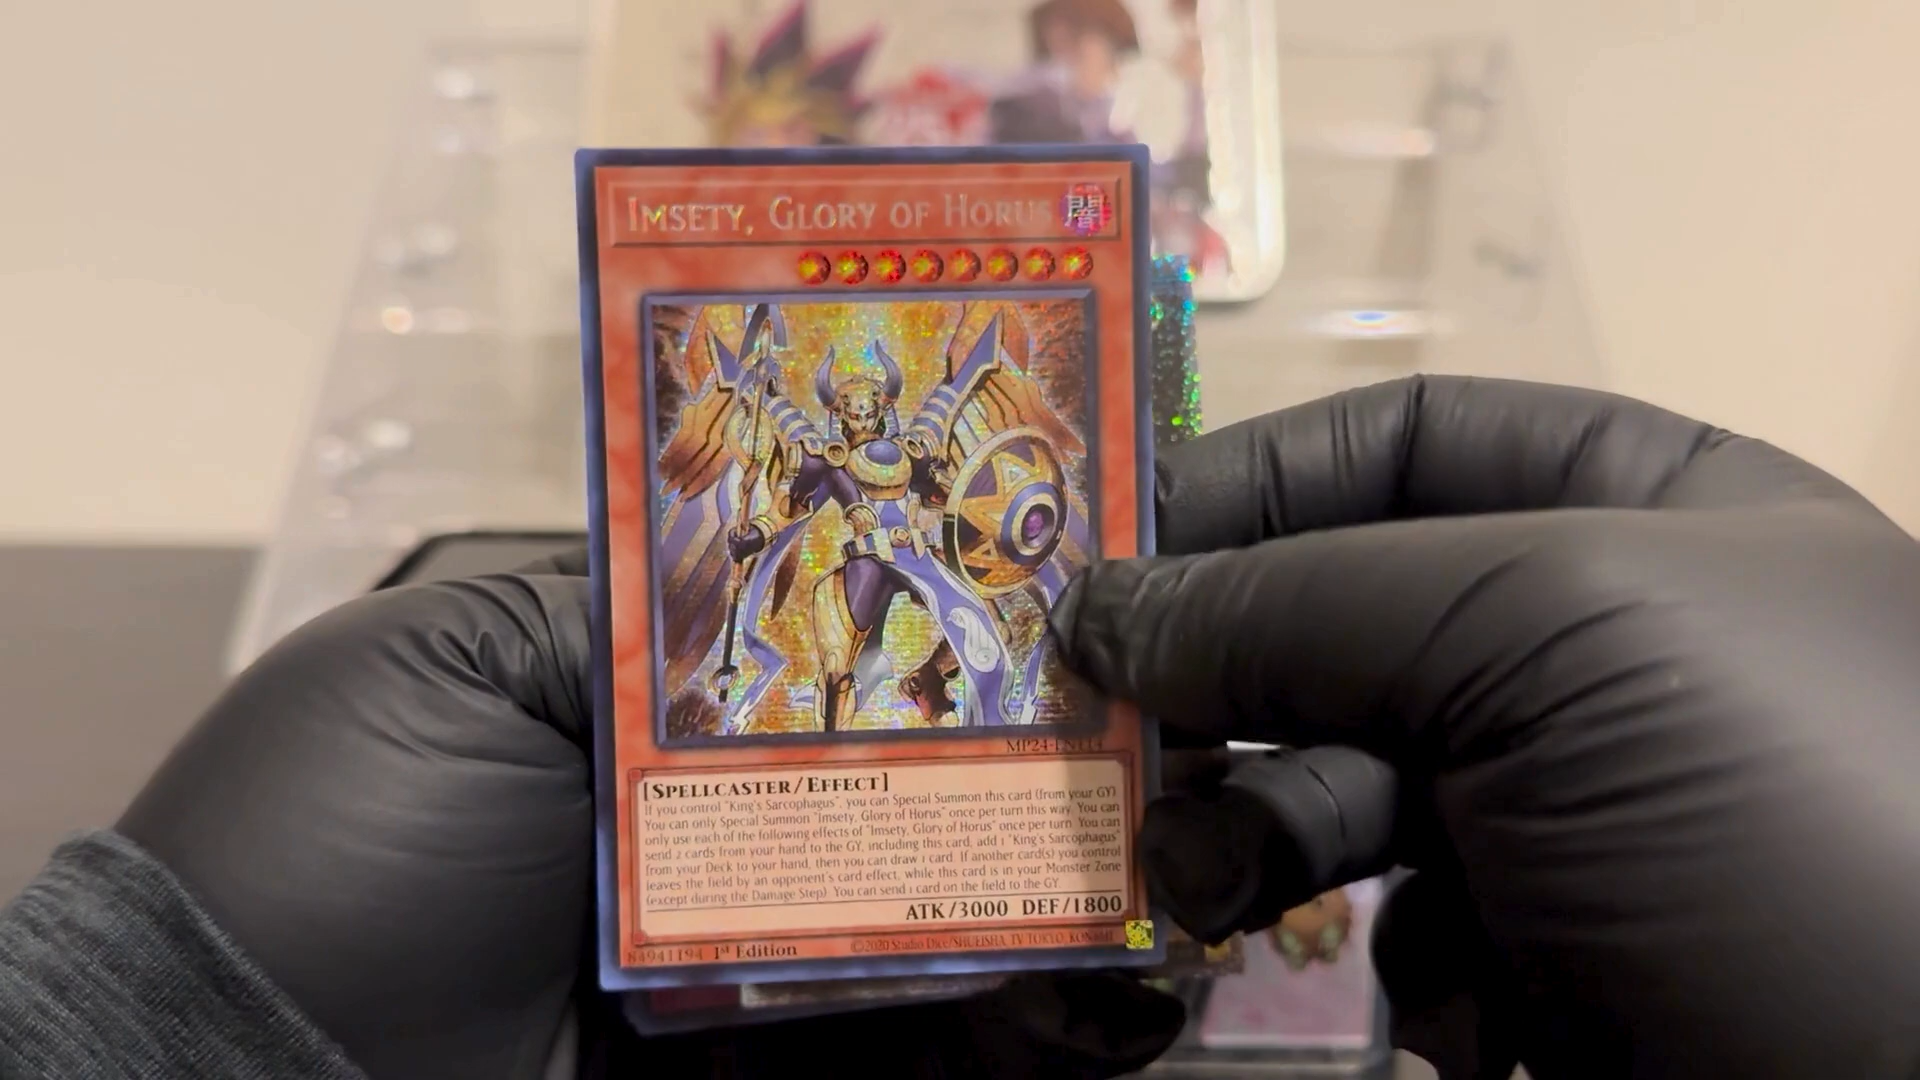 Imsety, Glory of Horus 闇
[Spellcaster/Effect]
If you control "King's Sarcophagus", you can Special Summon this card (from your GY).
You can only Special Summon "Imsety, Glory of Horus" once per turn this way. You can
only use each of the following effects of "Imsety, Glory of Horus" once per turn. You can
send 2 cards from your hand to the GY, including this card; add 1 "King's Sarcophagus"
from your Deck to your hand, then you can draw 1 card. If another card(s) you control
leaves the field by an opponent's card effect, while this card is in your Monster Zone
(except during the Damage Step): You can send 1 card on the field to the GY.
ATK/3000 DEF/1800
84941194 1st Edition ©2020 Studio Dice/SHUEISHA, TV TOKYO, KONAMI